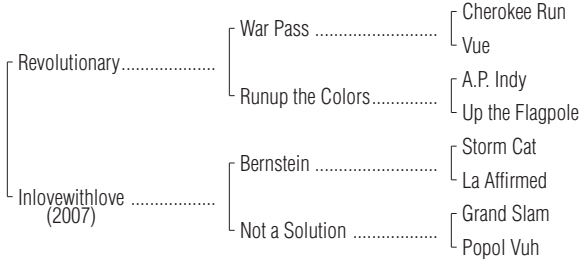 Cherokee Run
War Pass ..........................
Vue
Revolutionary....................
A.P. Indy
Runup the Colors..............
Up the Flagpole
Storm Cat
Bernstein ..........................
La Affirmed
Inlovewithlove ..................
(2007)
Grand Slam
Not a Solution ..................
Popol Vuh